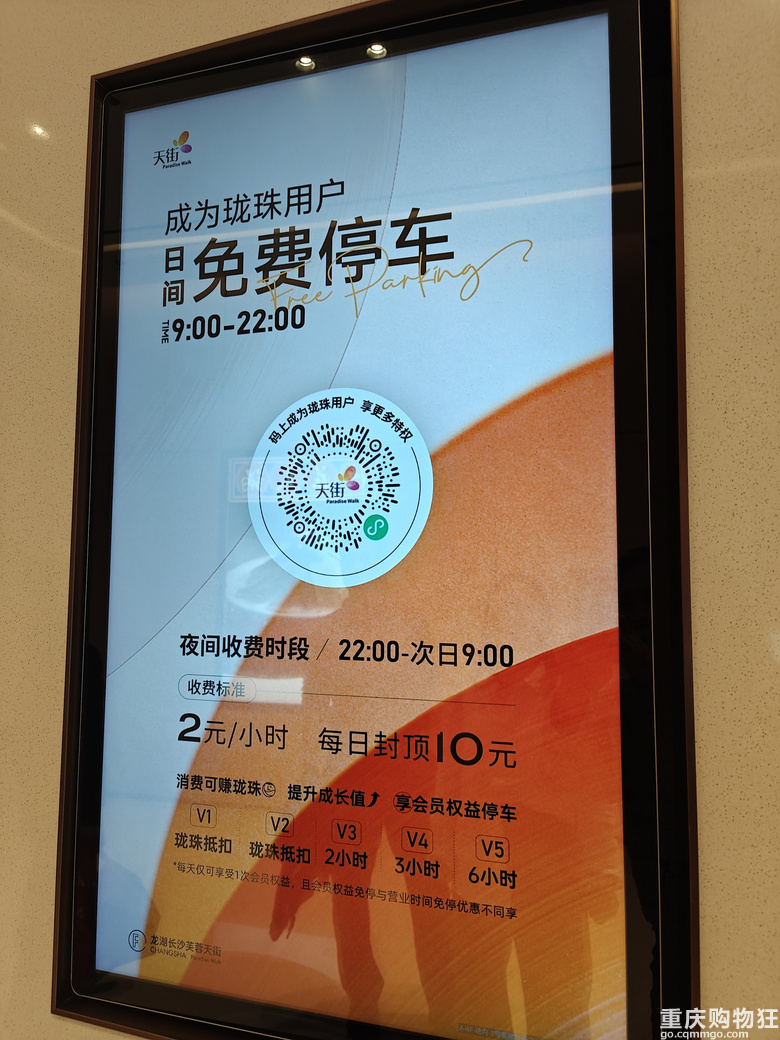 天街
Paradise Walk
成为珑珠用户
日间 免费停车
Free Parking
TIME 9:00-22:00
码上成为珑珠用户 享更多特权
天街
Paradise Walk
夜间收费时段 / 22:00-次日9:00
收费标准
2元/小时 每日封顶10元
消费可赚珑珠 提升成长值 享会员权益停车
V1 V2 V3 V4 V5
珑珠抵扣 珑珠抵扣 2小时 3小时 6小时
*每天仅可享受1次会员权益，且会员权益免停与营业时间免停优惠不同享
龙湖长沙芙蓉天街
CHANGSHA Paradise Walk
重庆购物狂
go.cqmmgo.com